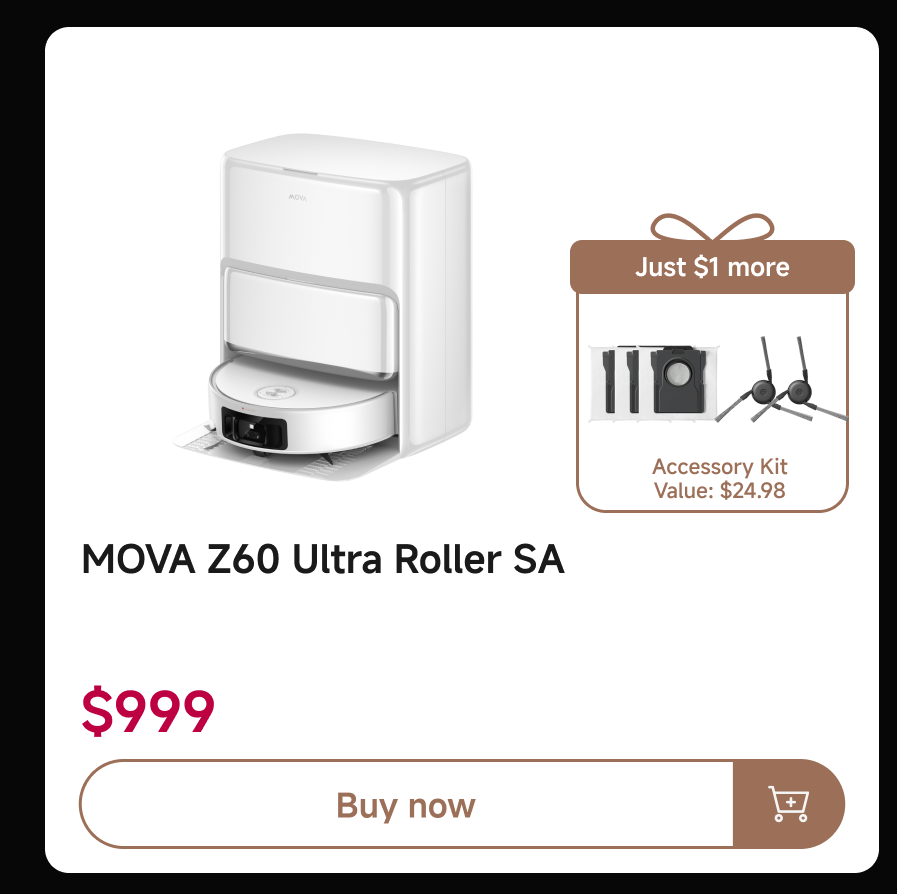 MOVA
Just $1 more
Accessory Kit
Value: $24.98
MOVA Z60 Ultra Roller SA
$999
Buy now